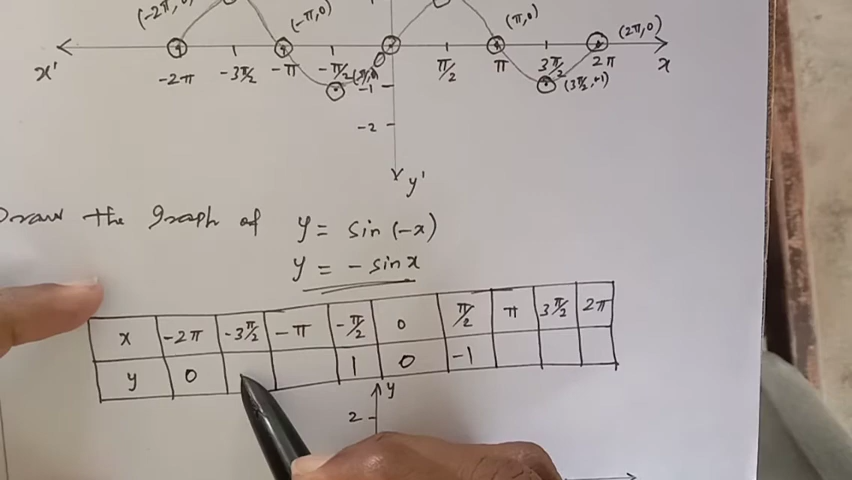 (-2π, 0) (-π, 0) (π, 0) (2π, 0)
x' -2π -3π/2 -π -π/2 0 π/2 π 3π/2 2π x
-1 (3π/2, -1)
-2
y'
Draw the graph of y = sin(-x)
y = - sinx
x -2π -3π/2 -π -π/2 0 π/2 π 3π/2 2π
y 0 1 0 -1
y
2